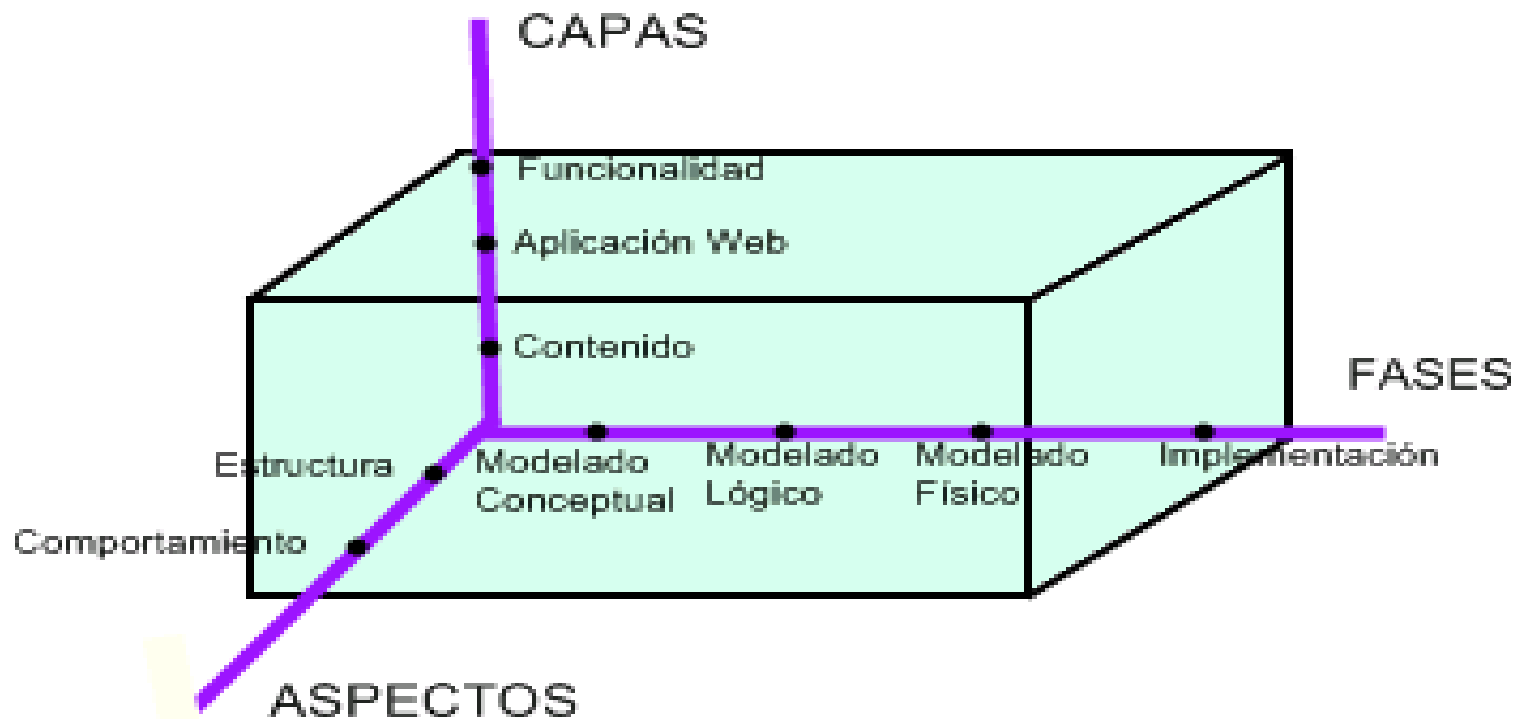 CAPAS
Funcionalidad
Aplicación Web
Contenido
FASES
Estructura
Modelado
Conceptual
Modelado
Lógico
Modelado
Físico
Implementación
Comportamiento
ASPECTOS